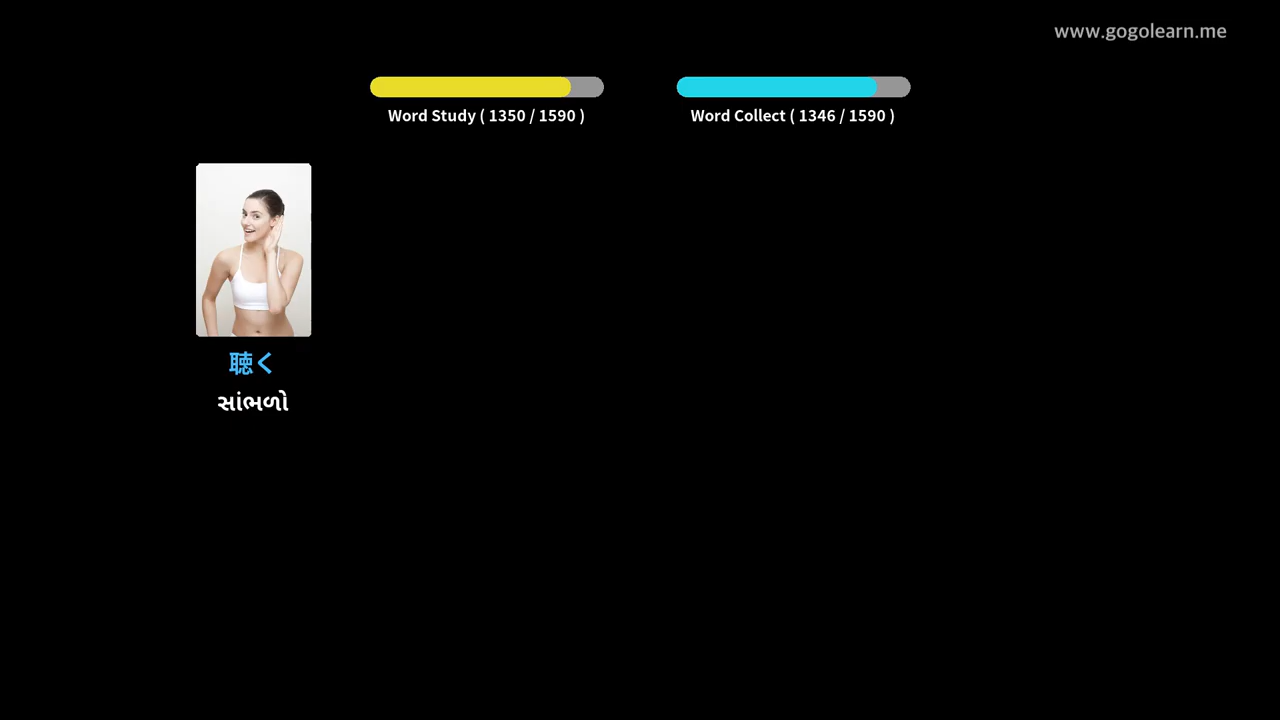 www.gogolearn.me
Word Study ( 1350 / 1590 )
Word Collect ( 1346 / 1590 )
聴く
સાંભળો